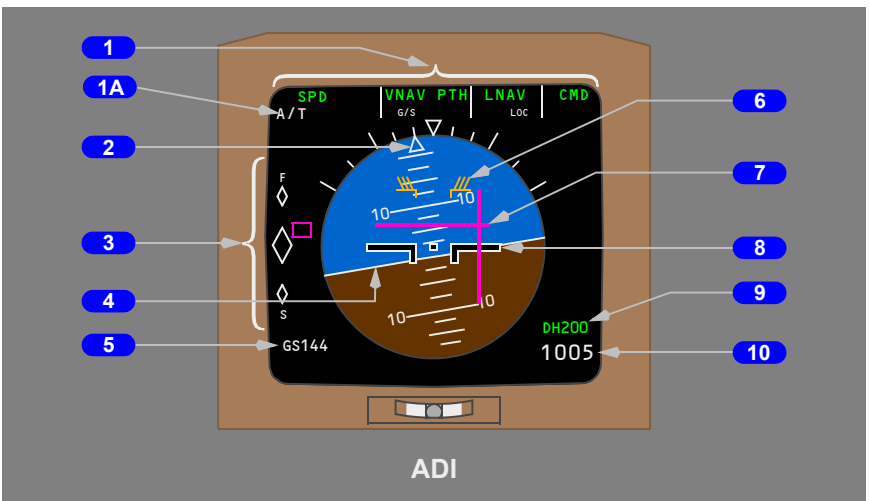 1
1A
2
3
4
5
6
7
8
9
10
SPD
VNAV PTH
LNAV
CMD
A/T
G/S
LOC
F
S
10
10
10
10
GS144
DH200
1005
ADI